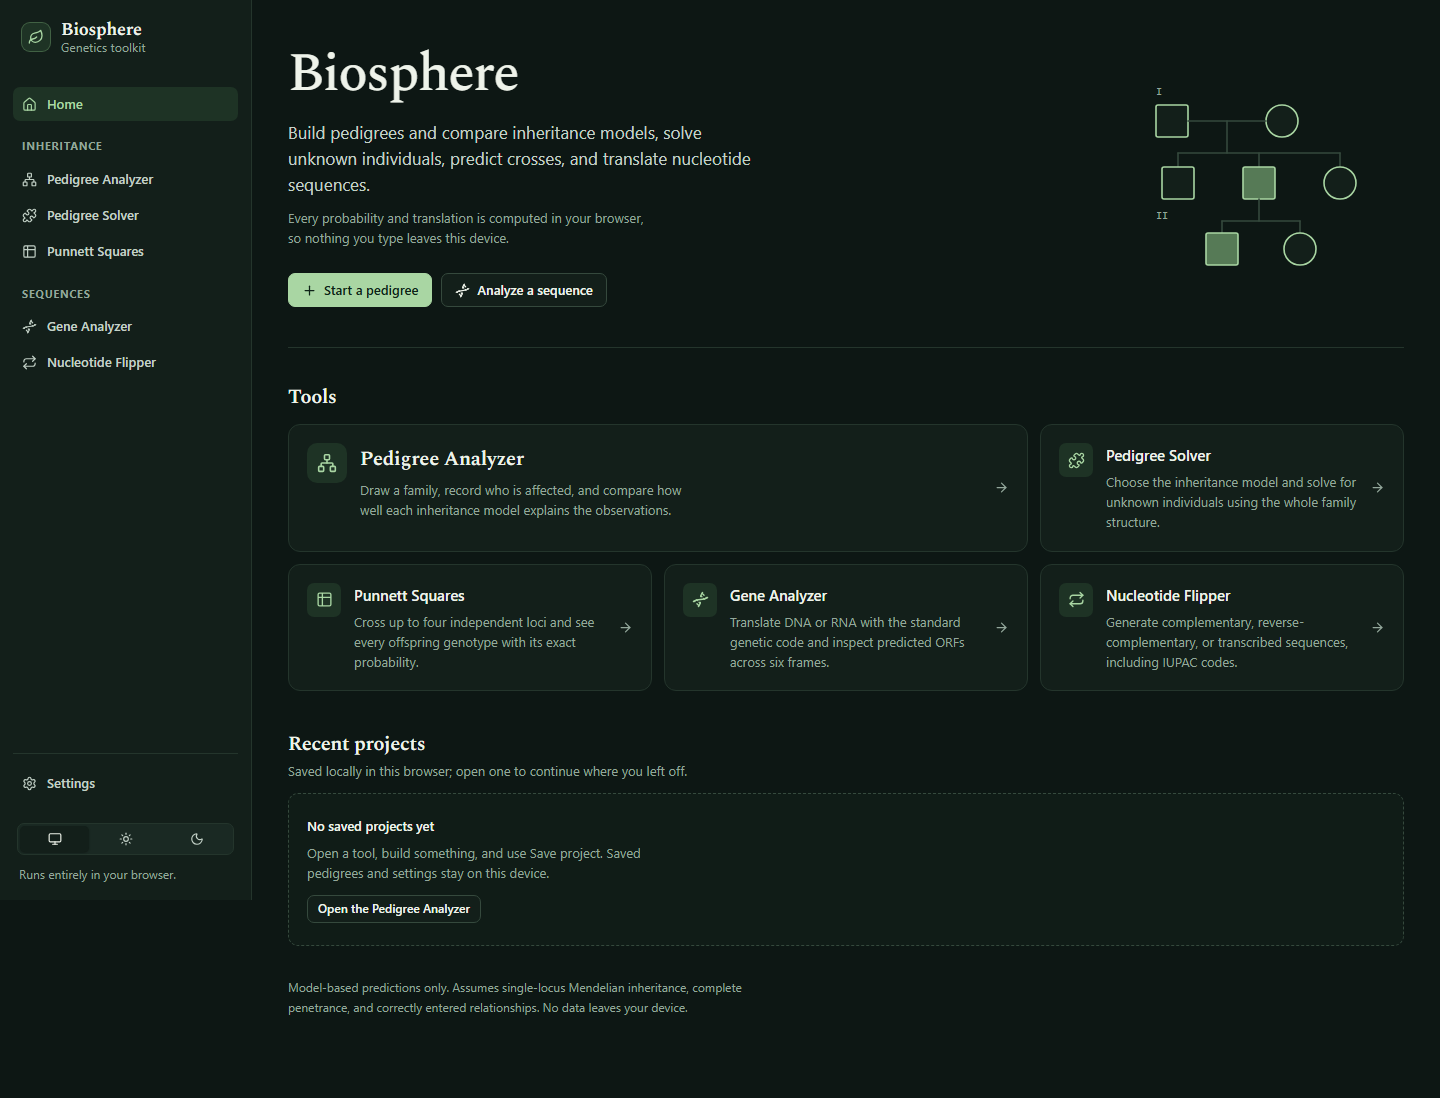 Biosphere
Genetics toolkit
Home
INHERITANCE
Pedigree Analyzer
Pedigree Solver
Punnett Squares
SEQUENCES
Gene Analyzer
Nucleotide Flipper
Settings
Runs entirely in your browser.
Biosphere
Build pedigrees and compare inheritance models, solve
unknown individuals, predict crosses, and translate nucleotide
sequences.
Every probability and translation is computed in your browser,
so nothing you type leaves this device.
Start a pedigree
Analyze a sequence
I
II
Tools
Pedigree Analyzer
Draw a family, record who is affected, and compare how
well each inheritance model explains the observations.
Pedigree Solver
Choose the inheritance model and solve for
unknown individuals using the whole family
structure.
Punnett Squares
Cross up to four independent loci and see
every offspring genotype with its exact
probability.
Gene Analyzer
Translate DNA or RNA with the standard
genetic code and inspect predicted ORFs
across six frames.
Nucleotide Flipper
Generate complementary, reverse-
complementary, or transcribed sequences,
including IUPAC codes.
Recent projects
Saved locally in this browser; open one to continue where you left off.
No saved projects yet
Open a tool, build something, and use Save project. Saved
pedigrees and settings stay on this device.
Open the Pedigree Analyzer
Model-based predictions only. Assumes single-locus Mendelian inheritance, complete
penetrance, and correctly entered relationships. No data leaves your device.